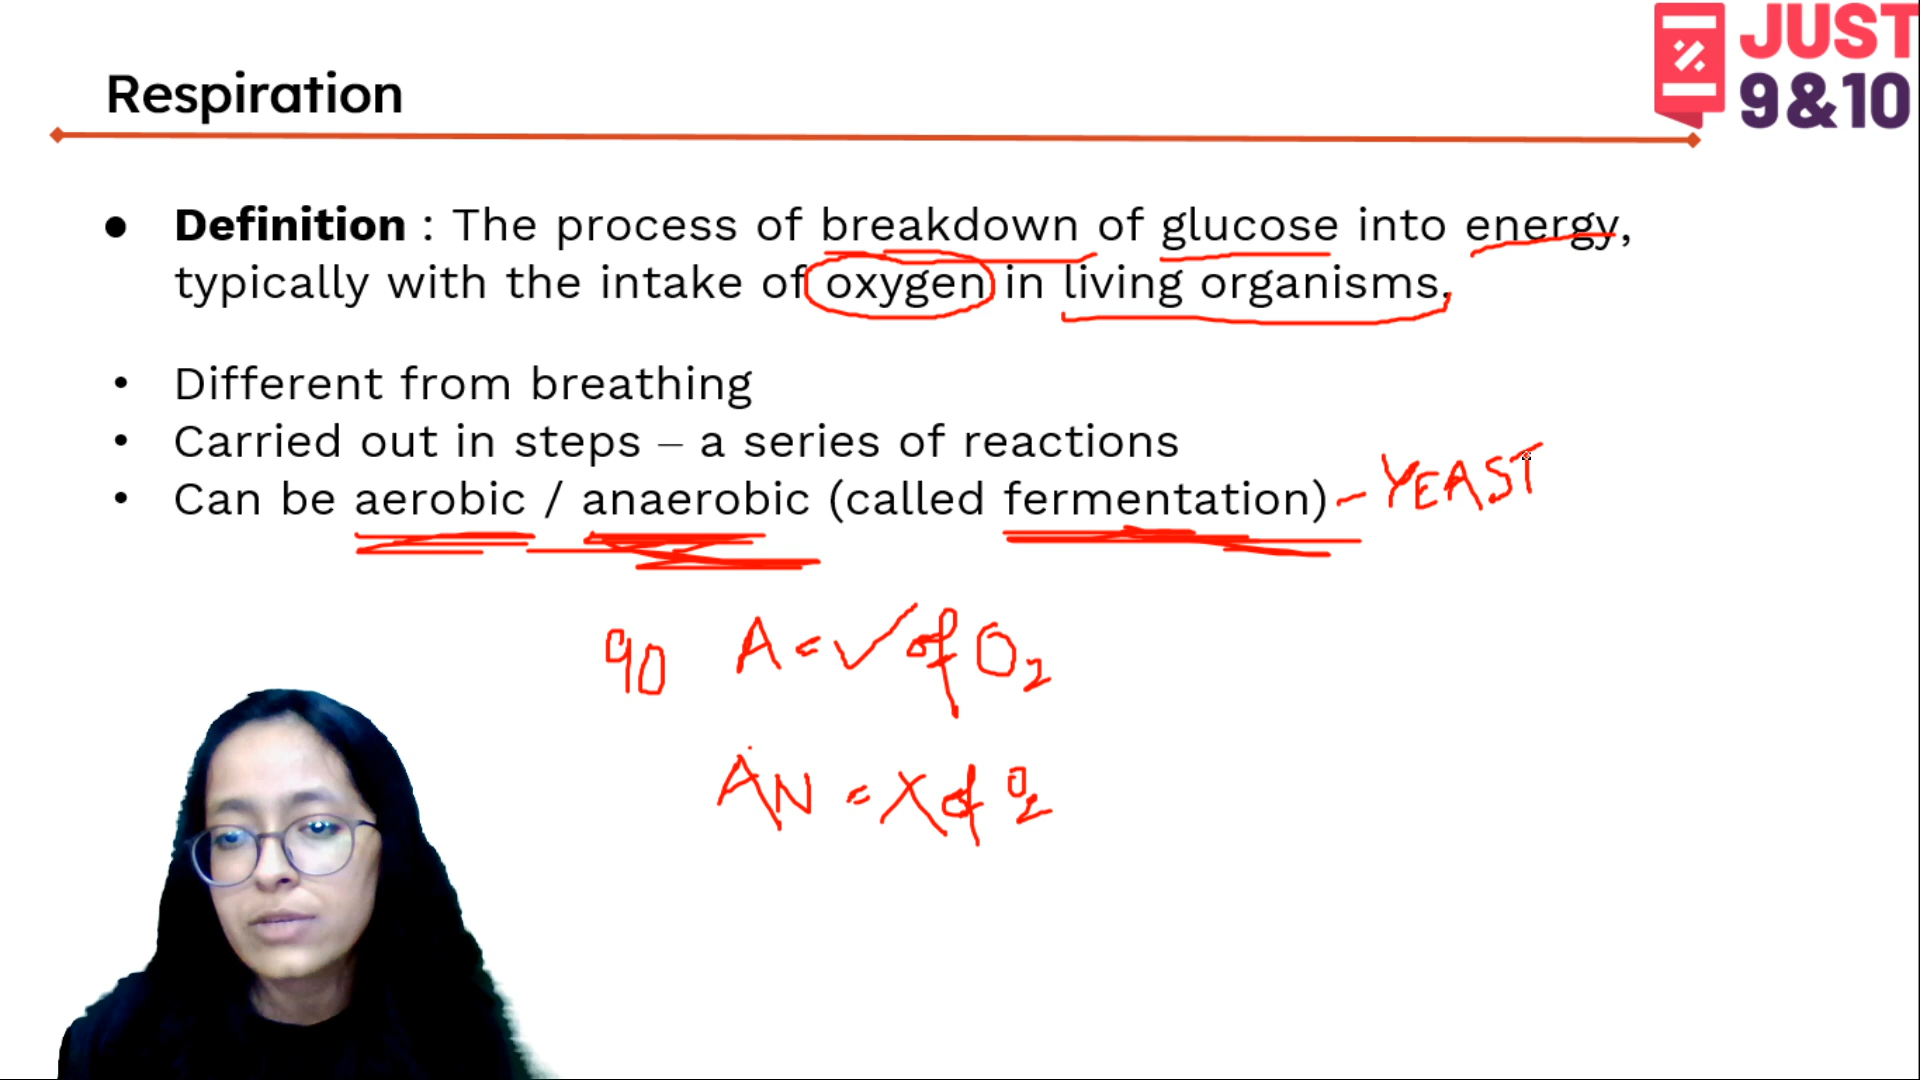 JUST
9&10
Respiration
● Definition : The process of breakdown of glucose into energy,
typically with the intake of oxygen in living organisms.
• Different from breathing
• Carried out in steps – a series of reactions
• Can be aerobic / anaerobic (called fermentation) - YEAST
90 A = ✓ of O₂
AN = X of O₂